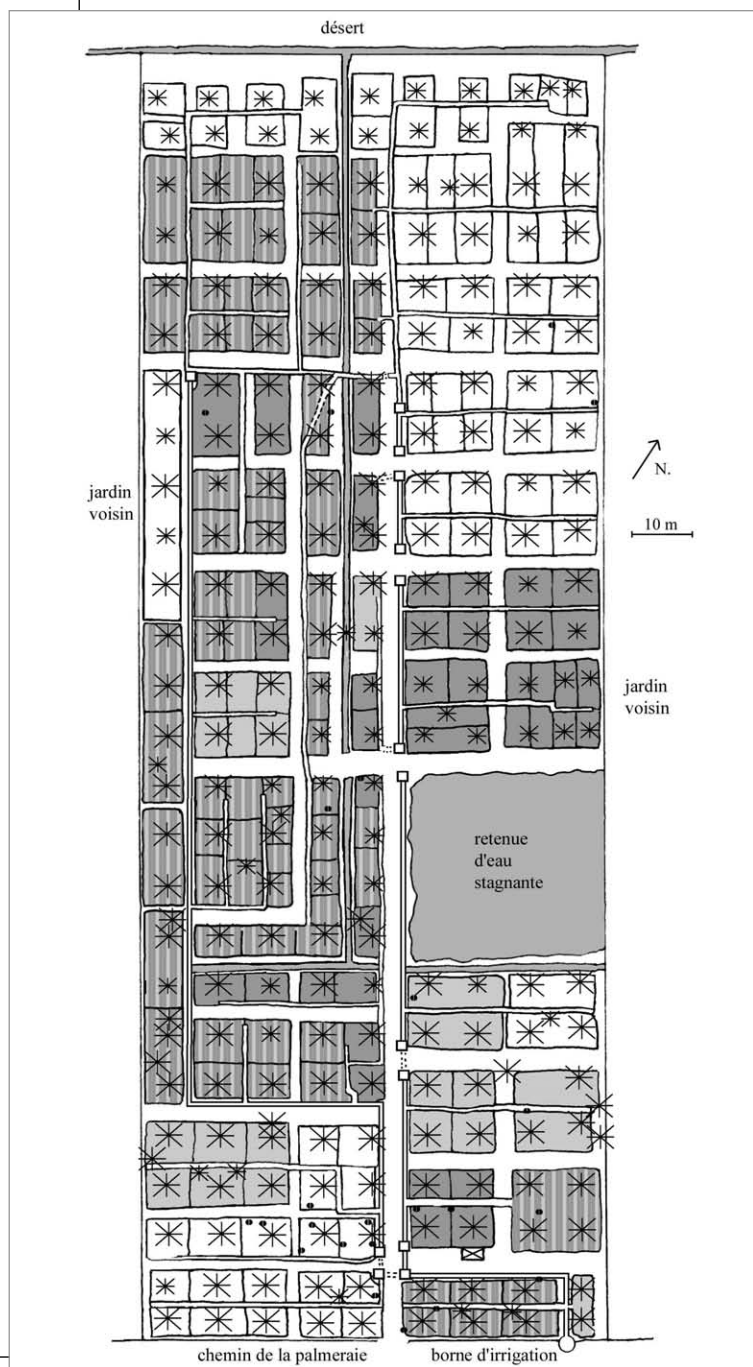 désert
N.
10 m
jardin
voisin
jardin
voisin
retenue
d'eau
stagnante
chemin de la palmeraie
borne d'irrigation